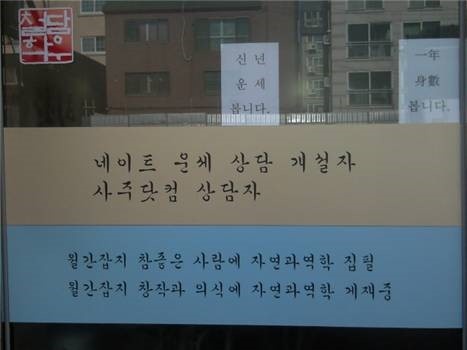 신년
운세
봅니다.
一年
身數
봅니다.
네이트 운세 상담 개설자
사주닷컴 상담자
월간잡지 참좋은 사람에 자연과역학 집필
월간잡지 창작과 의식에 자연과역학 게재중